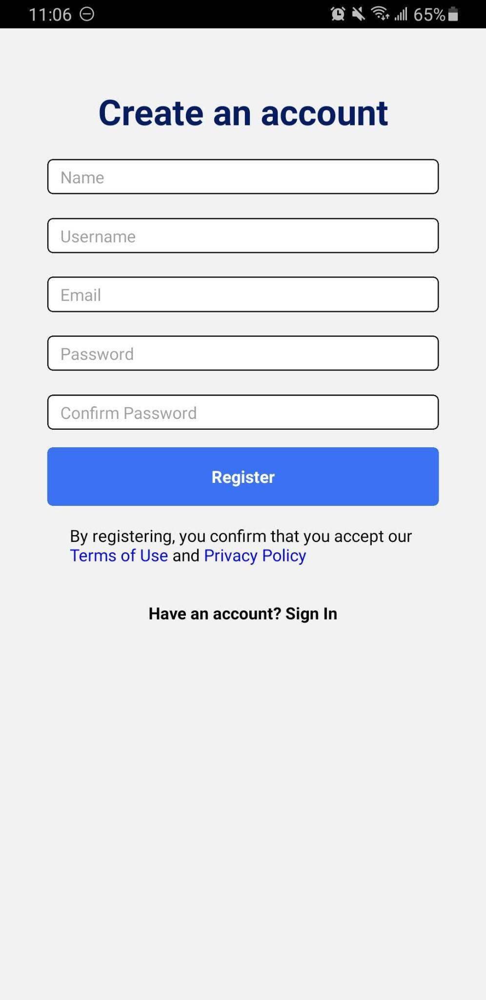 11:06
65%
Create an account
Name
Username
Email
Password
Confirm Password
Register
By registering, you confirm that you accept our
Terms of Use and Privacy Policy
Have an account? Sign In